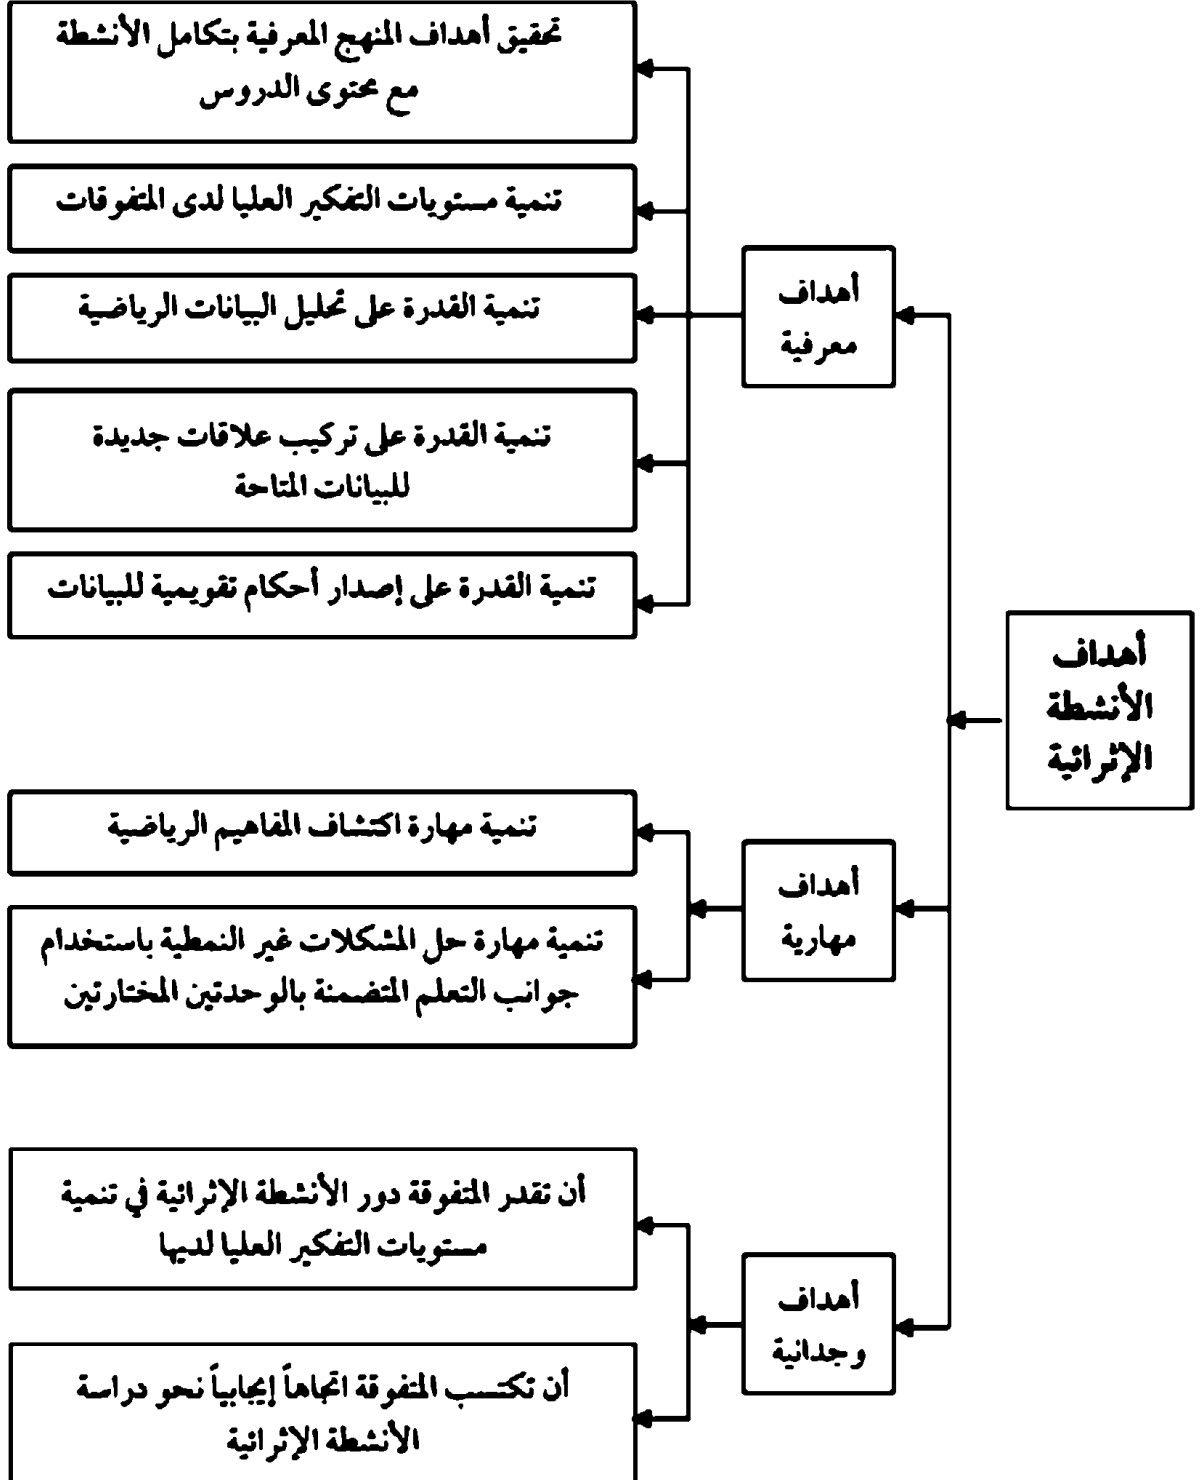 أهداف
الأنشطة
الإثرائية
أهداف
معرفية
تحقيق أهداف المنهج المعرفية بتكامل الأنشطة
مع محتوى الدروس
تنمية مستويات التفكير العليا لدى المتفوقات
تنمية القدرة على تحليل البيانات الرياضية
تنمية القدرة على تركيب علاقات جديدة
للبيانات المتاحة
تنمية القدرة على إصدار أحكام تقويمية للبيانات
أهداف
مهارية
تنمية مهارة اكتشاف المفاهيم الرياضية
تنمية مهارة حل المشكلات غير النمطية باستخدام
جوانب التعلم المتضمنة بالوحدتين المختارتين
أهداف
وجدانية
أن تقدر المتفوقة دور الأنشطة الإثرائية في تنمية
مستويات التفكير العليا لديها
أن تكتسب المتفوقة اتجاهاً إيجابياً نحو دراسة
الأنشطة الإثرائية